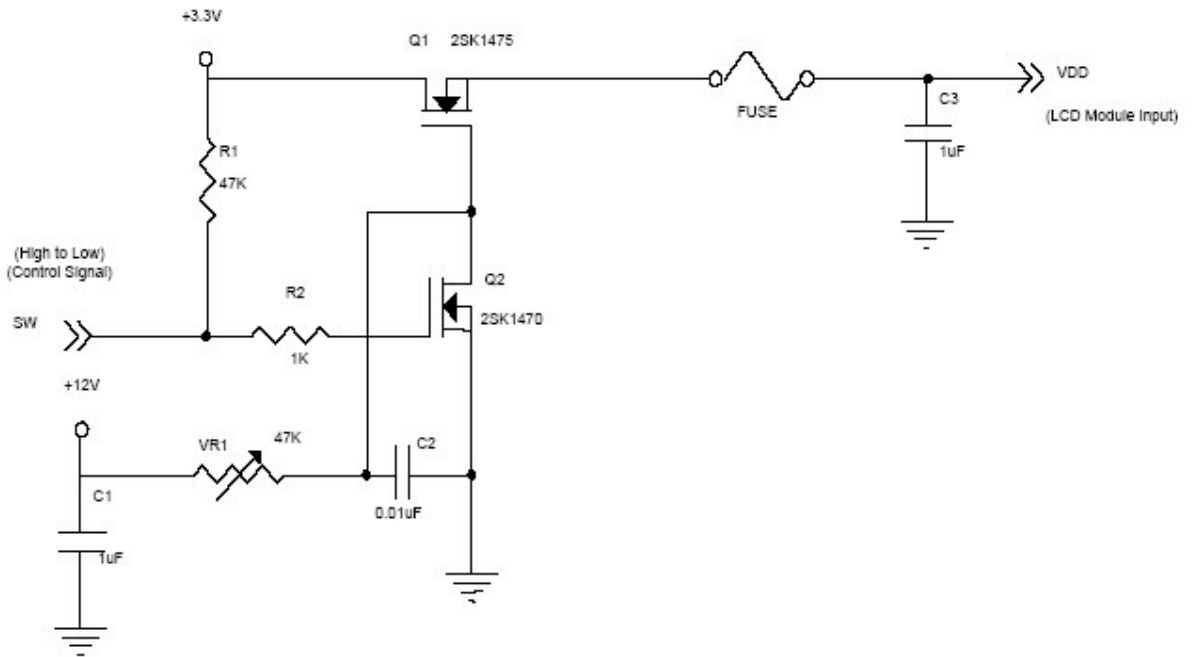 +3.3V
Q1 2SK1475
VDD
FUSE
C3
(LCD Module Input)
1uF
R1
47K
(High to Low)
(Control Signal)
Q2
R2
2SK1470
SW
1K
+12V
VR1
47K
C2
C1
0.01uF
1uF